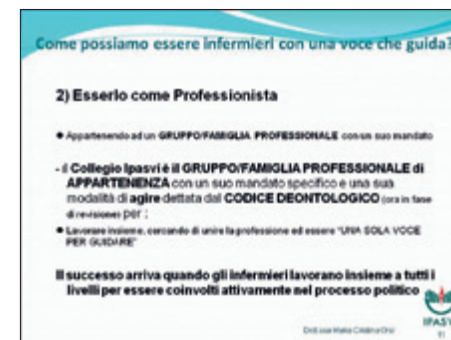 Come possiamo essere infermieri con una voce che guida?
2) Esserlo come Professionista
● Appartenendo ad un GRUPPO/FAMIGLIA PROFESSIONALE con un suo mandato
- il Collegio Ipasvi è il GRUPPO/FAMIGLIA PROFESSIONALE di
APPARTENENZA con un suo mandato specifico e una sua
modalità di agire dettata dal CODICE DEONTOLOGICO (ora in fase
di revisione) per :
● Lavorare insieme, cercando di unire la professione ed essere "UNA SOLA VOCE
PER GUIDARE"
Il successo arriva quando gli infermieri lavorano insieme a tutti i
livelli per essere coinvolti attivamente nel processo politico
IPASVI
Dott.ssa Maria Cristina